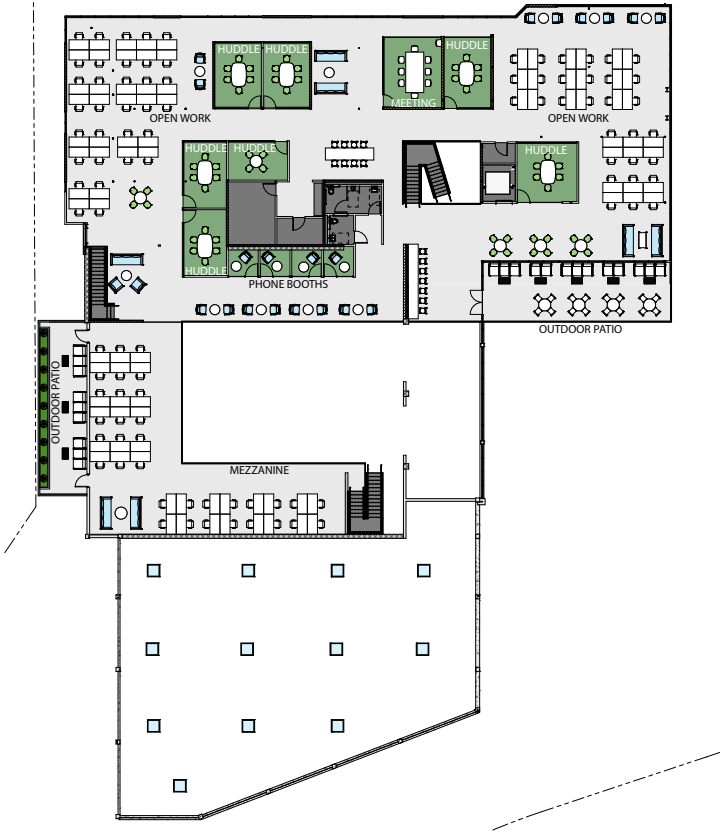 HUDDLE
HUDDLE
HUDDLE
MEETING
OPEN WORK
OPEN WORK
HUDDLE
HUDDLE
HUDDLE
HUDDLE
PHONE BOOTHS
OUTDOOR PATIO
OUTDOOR PATIO
MEZZANINE